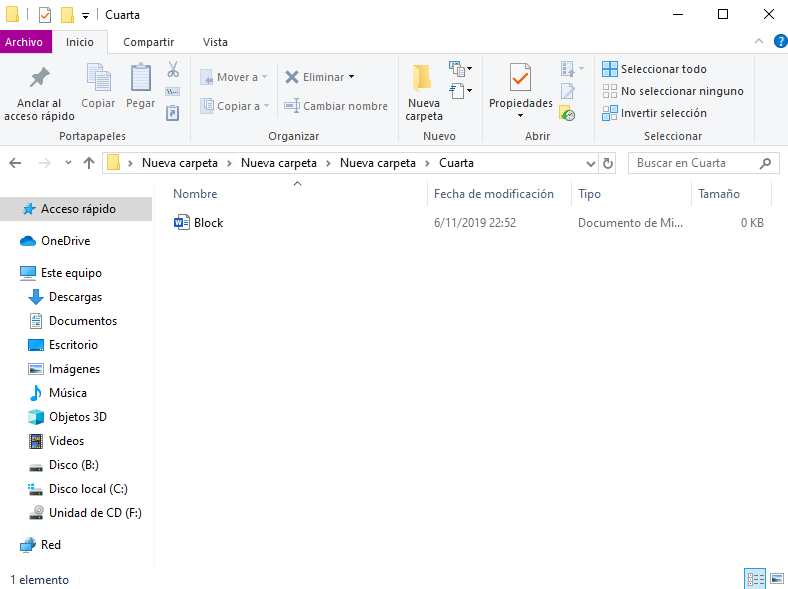 Cuarta
Archivo Inicio Compartir Vista
Anclar al acceso rápido
Copiar
Pegar
Portapapeles
Mover a
Copiar a
Eliminar
Cambiar nombre
Organizar
Nueva carpeta
Nuevo
Propiedades
Abrir
Seleccionar todo
No seleccionar ninguno
Invertir selección
Seleccionar
Nueva carpeta Nueva carpeta Nueva carpeta Cuarta
Buscar en Cuarta
Nombre Fecha de modificación Tipo Tamaño
Block 6/11/2019 22:52 Documento de Mi... 0 KB
Acceso rápido
OneDrive
Este equipo
Descargas
Documentos
Escritorio
Imágenes
Música
Objetos 3D
Videos
Disco (B:)
Disco local (C:)
Unidad de CD (F:)
Red
1 elemento